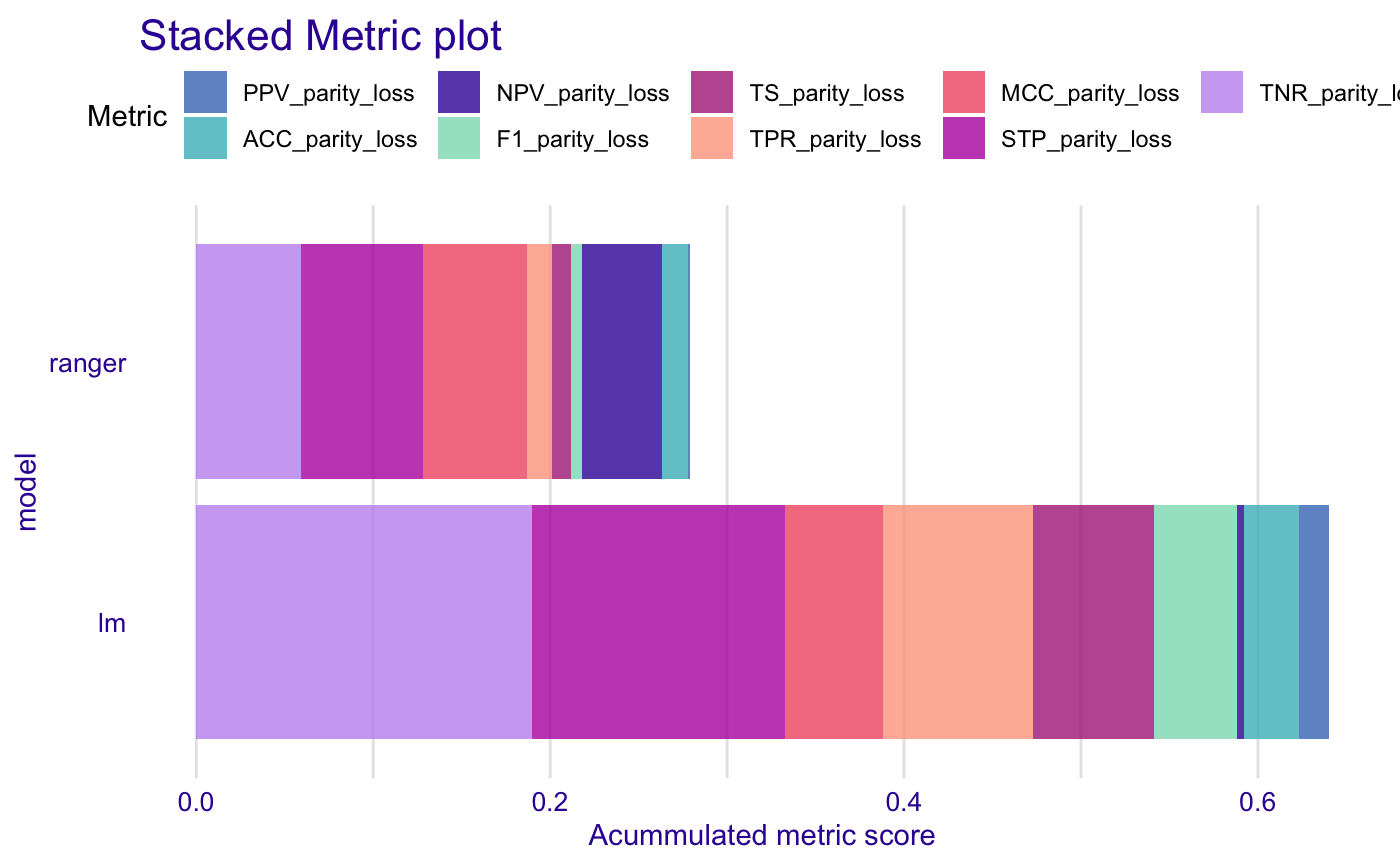 Stacked Metric plot
Metric
PPV_parity_loss NPV_parity_loss TS_parity_loss MCC_parity_loss
ACC_parity_loss F1_parity_loss TPR_parity_loss STP_parity_loss
ranger
model
lm
0.0 0.2 0.4 0.6
Acummulated metric score